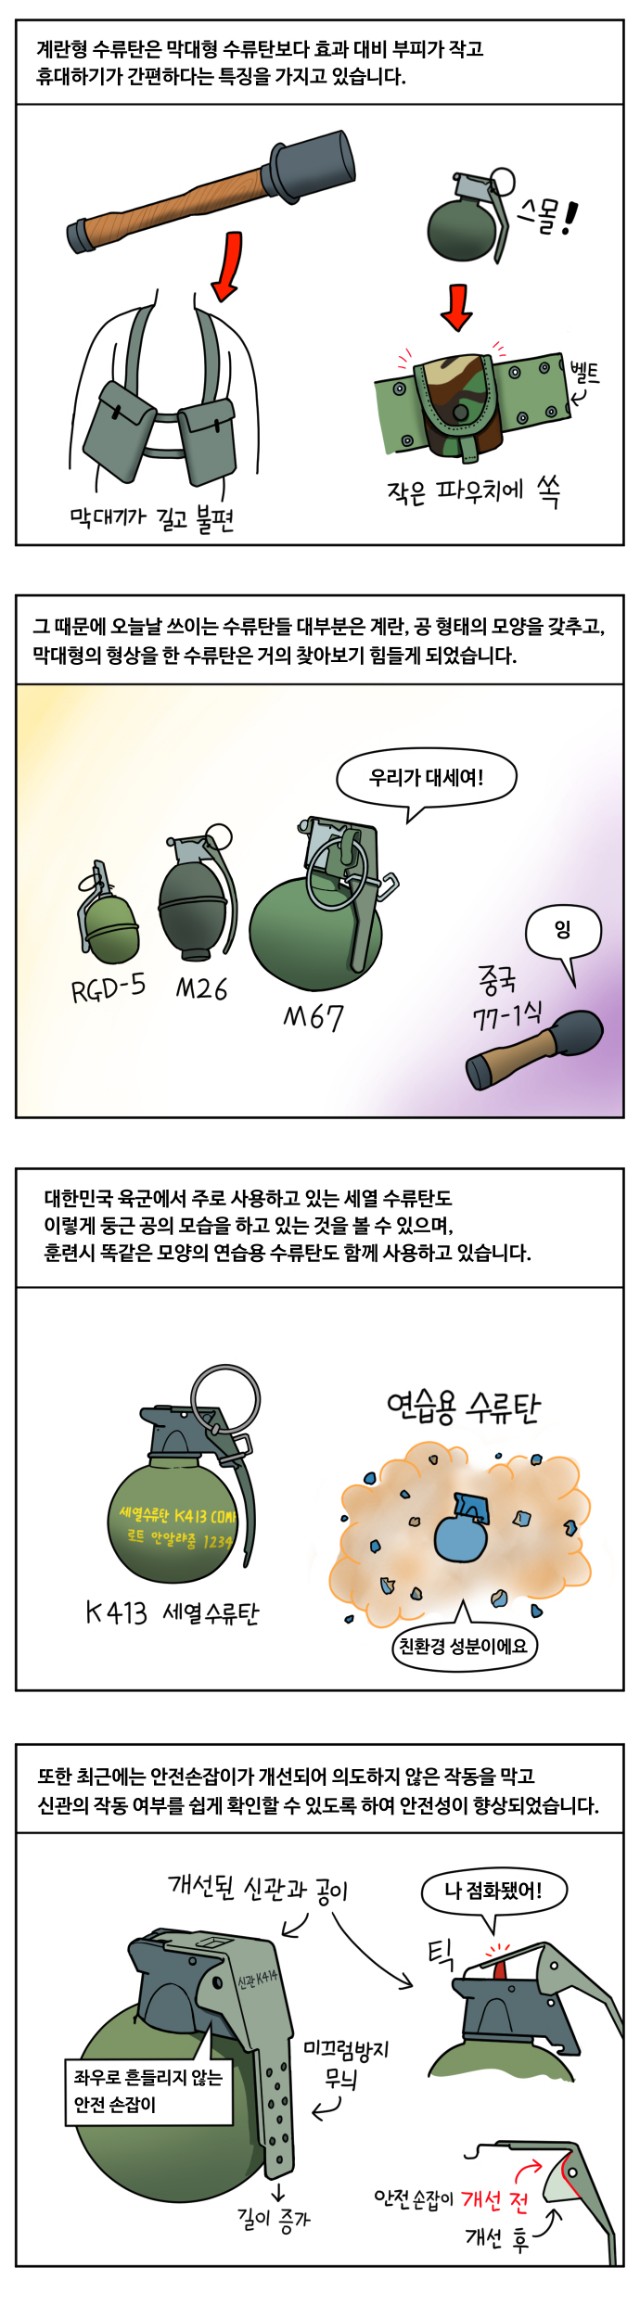 계란형 수류탄은 막대형 수류탄보다 효과 대비 부피가 작고
휴대하기가 간편하다는 특징을 가지고 있습니다.
스몰!
벨트
막대기가 길고 불편
작은 파우치에 쏙
그 때문에 오늘날 쓰이는 수류탄들 대부분은 계란, 공 형태의 모양을 갖추고,
막대형의 형상을 한 수류탄은 거의 찾아보기 힘들게 되었습니다.
우리가 대세여!
잉
RGD-5
M26
M67
중국
77-1식
대한민국 육군에서 주로 사용하고 있는 세열 수류탄도
이렇게 둥근 공의 모습을 하고 있는 것을 볼 수 있으며,
훈련시 똑같은 모양의 연습용 수류탄도 함께 사용하고 있습니다.
연습용 수류탄
세열수류탄 K413 COM
로트 안알랴줌 1234
K413 세열수류탄
친환경 성분이에요
또한 최근에는 안전손잡이가 개선되어 의도하지 않은 작동을 막고
신관의 작동 여부를 쉽게 확인할 수 있도록 하여 안전성이 향상되었습니다.
개선된 신관과 공이
나 점화됐어!
틱
신관 K414
미끄럼방지
무늬
좌우로 흔들리지 않는
안전 손잡이
길이 증가
안전 손잡이 개선 전
개선 후